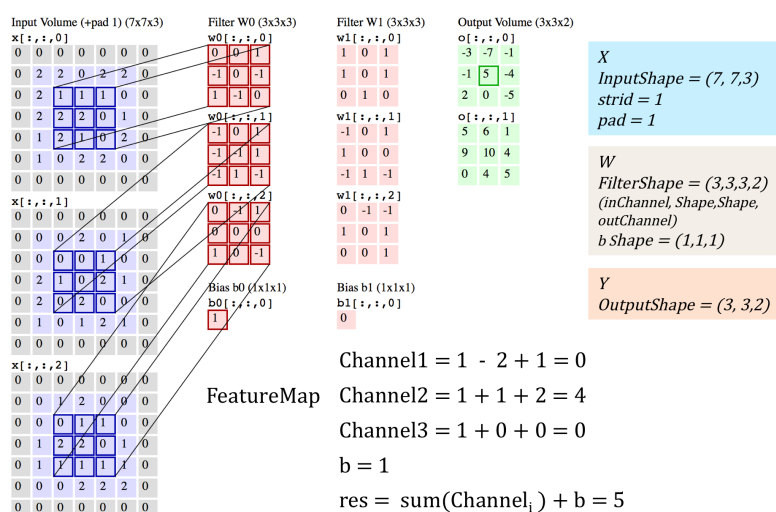 Input Volume (+pad 1) (7x7x3)
x[:,:,0]
0 0 0 0 0 0 0
0 2 2 0 2 2 0
0 2 1 1 1 0 0
0 2 2 2 0 1 0
0 1 2 1 0 2 0
0 1 0 2 2 0 0
0 0 0 0 0 0 0
x[:,:,1]
0 0 0 0 0 0 0
0 0 0 2 0 1 0
0 0 0 0 1 0 0
0 2 1 0 2 1 0
0 2 0 2 0 0 0
0 1 0 1 2 1 0
0 0 0 0 0 0 0
x[:,:,2]
0 0 0 0 0 0 0
0 0 1 2 0 0 0
0 0 0 1 1 0 0
0 1 2 2 0 1 0
0 1 1 1 1 1 0
0 0 0 2 2 2 0
0 0 0 0 0 0 0
Filter W0 (3x3x3)
w0[:,:,0]
0 0 1
-1 0 -1
1 -1 0
w0[:,:,1]
-1 0 1
-1 -1 1
-1 1 -1
w0[:,:,2]
0 -1 1
0 0 0
1 0 -1
Bias b0 (1x1x1)
b0[:,:,0]
1
Filter W1 (3x3x3)
w1[:,:,0]
1 0 1
1 0 1
0 1 0
w1[:,:,1]
-1 0 1
1 0 0
-1 1 -1
w1[:,:,2]
0 -1 -1
1 0 1
0 0 1
Bias b1 (1x1x1)
b1[:,:,0]
0
Output Volume (3x3x2)
o[:,:,0]
-3 -7 -1
-1 5 -4
2 0 -5
o[:,:,1]
5 6 1
9 10 4
0 4 5
X
InputShape = (7, 7,3)
strid = 1
pad = 1
W
FilterShape = (3,3,3,2)
(inChannel, Shape,Shape,
outChannel)
b Shape = (1,1,1)
Y
OutputShape = (3, 3,2)
FeatureMap
Channel1 = 1 - 2 + 1 = 0
Channel2 = 1 + 1 + 2 = 4
Channel3 = 1 + 0 + 0 = 0
b = 1
res = sum(Channelᵢ) + b = 5